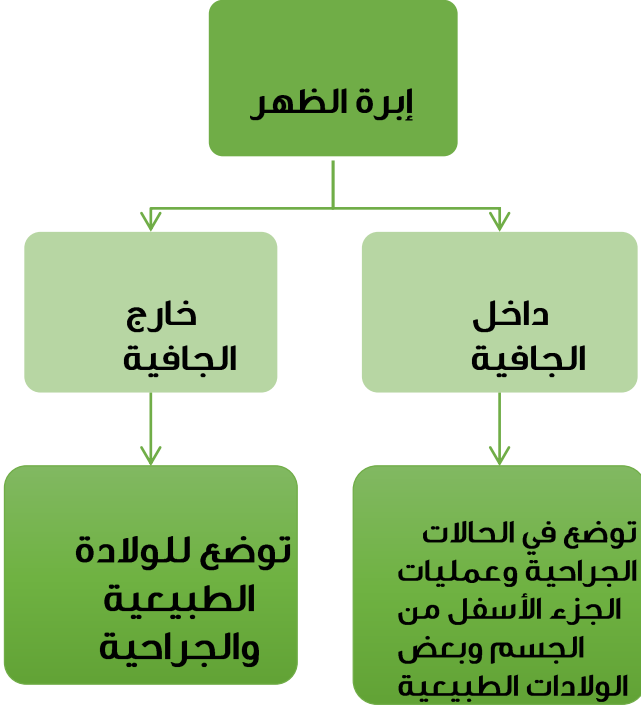 إبرة الظهر
داخل
الجافية
خارج
الجافية
توضع في الحالات
الجراحية وعمليات
الجزء الأسفل من
الجسم وبعض
الولادات الطبيعية
توضع للولادة
الطبيعية
والجراحية